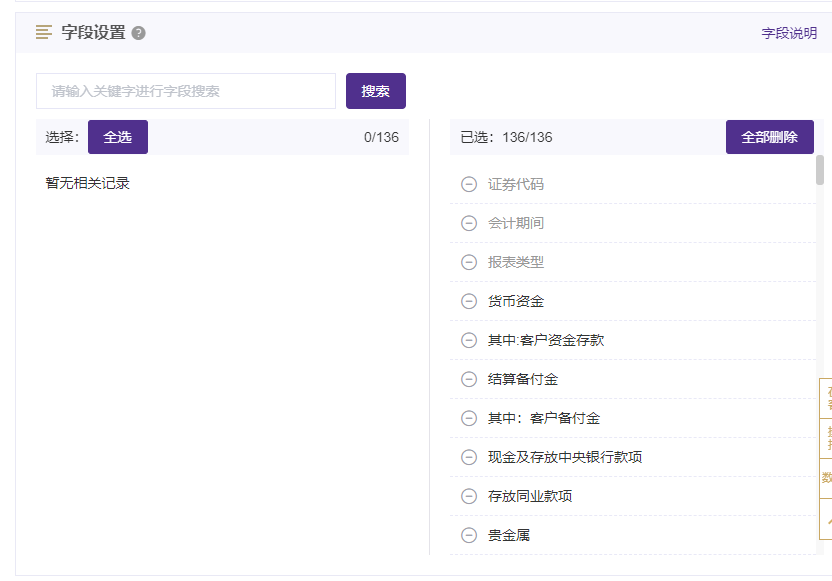 字段设置
字段说明
请输入关键字进行字段搜索
搜索
选择：
全选
0/136
已选：136/136
全部删除
暂无相关记录
证券代码
会计期间
报表类型
货币资金
其中:客户资金存款
结算备付金
其中：客户备付金
现金及存放中央银行款项
存放同业款项
贵金属
数